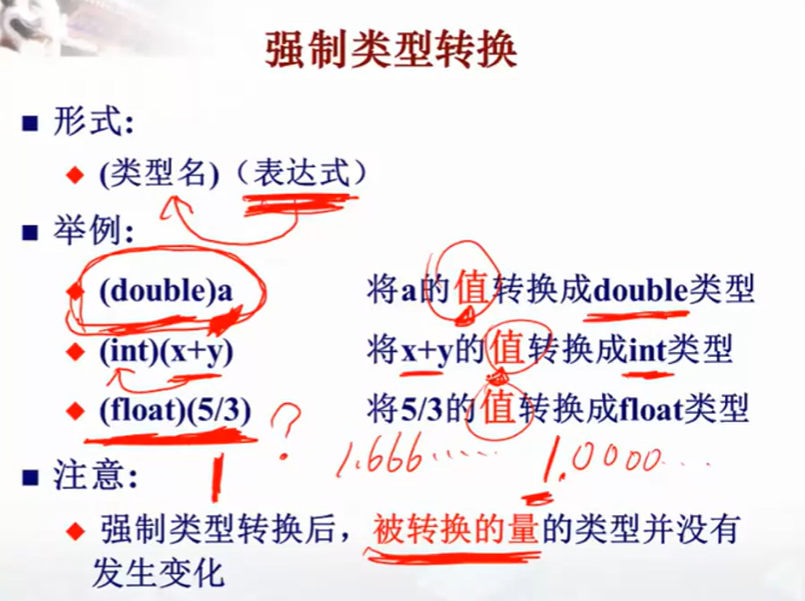 强制类型转换
■ 形式:
◆ (类型名)（表达式）
■ 举例:
◆ (double)a 将a的值转换成double类型
◆ (int)(x+y) 将x+y的值转换成int类型
◆ (float)(5/3) ? 将5/3的值转换成float类型
1 1.666...... 1.0000...
■ 注意:
◆ 强制类型转换后，被转换的量的类型并没有
发生变化